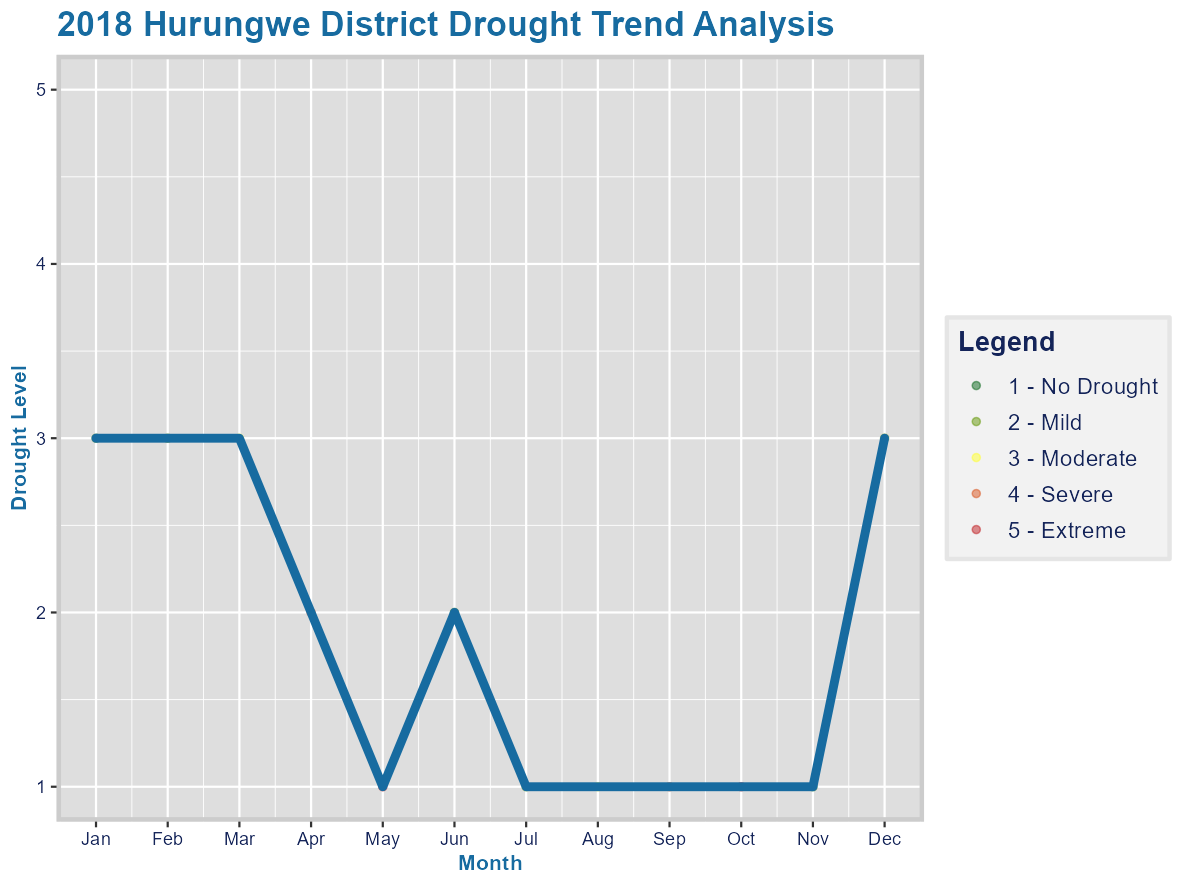 2018 Hurungwe District Drought Trend Analysis
Drought Level
5
4
3
2
1
Jan Feb Mar Apr May Jun Jul Aug Sep Oct Nov Dec
Month
Legend
1 - No Drought
2 - Mild
3 - Moderate
4 - Severe
5 - Extreme